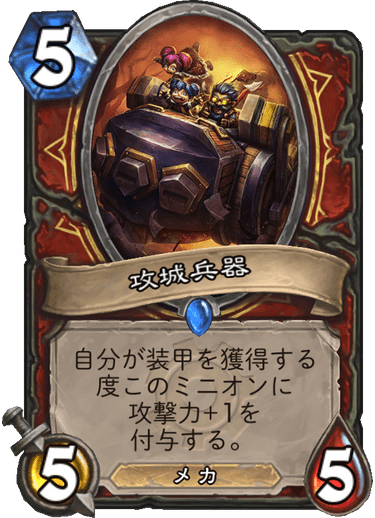 5
攻城兵器
自分が装甲を獲得する
度このミニオンに
攻撃力+1を
付与する。
5
メカ
5